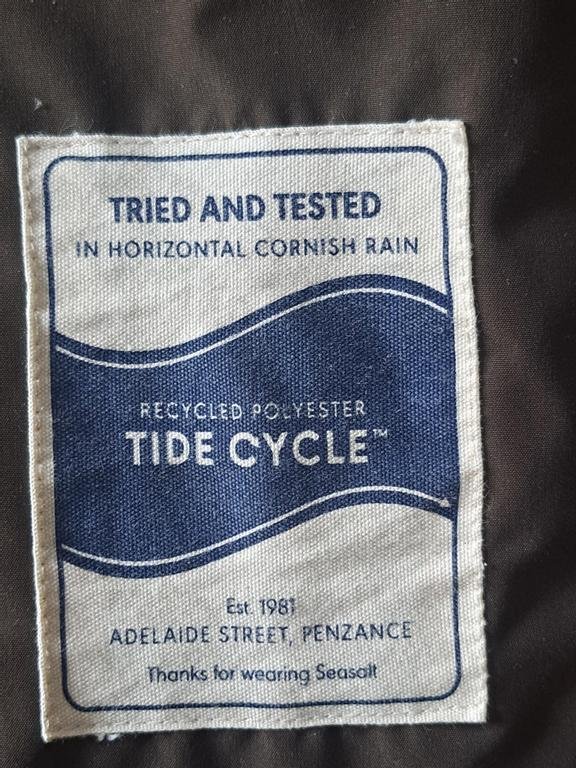 TRIED AND TESTED
IN HORIZONTAL CORNISH RAIN
RECYCLED POLYESTER
TIDE CYCLE™
Est. 1981
ADELAIDE STREET, PENZANCE
Thanks for wearing Seasalt